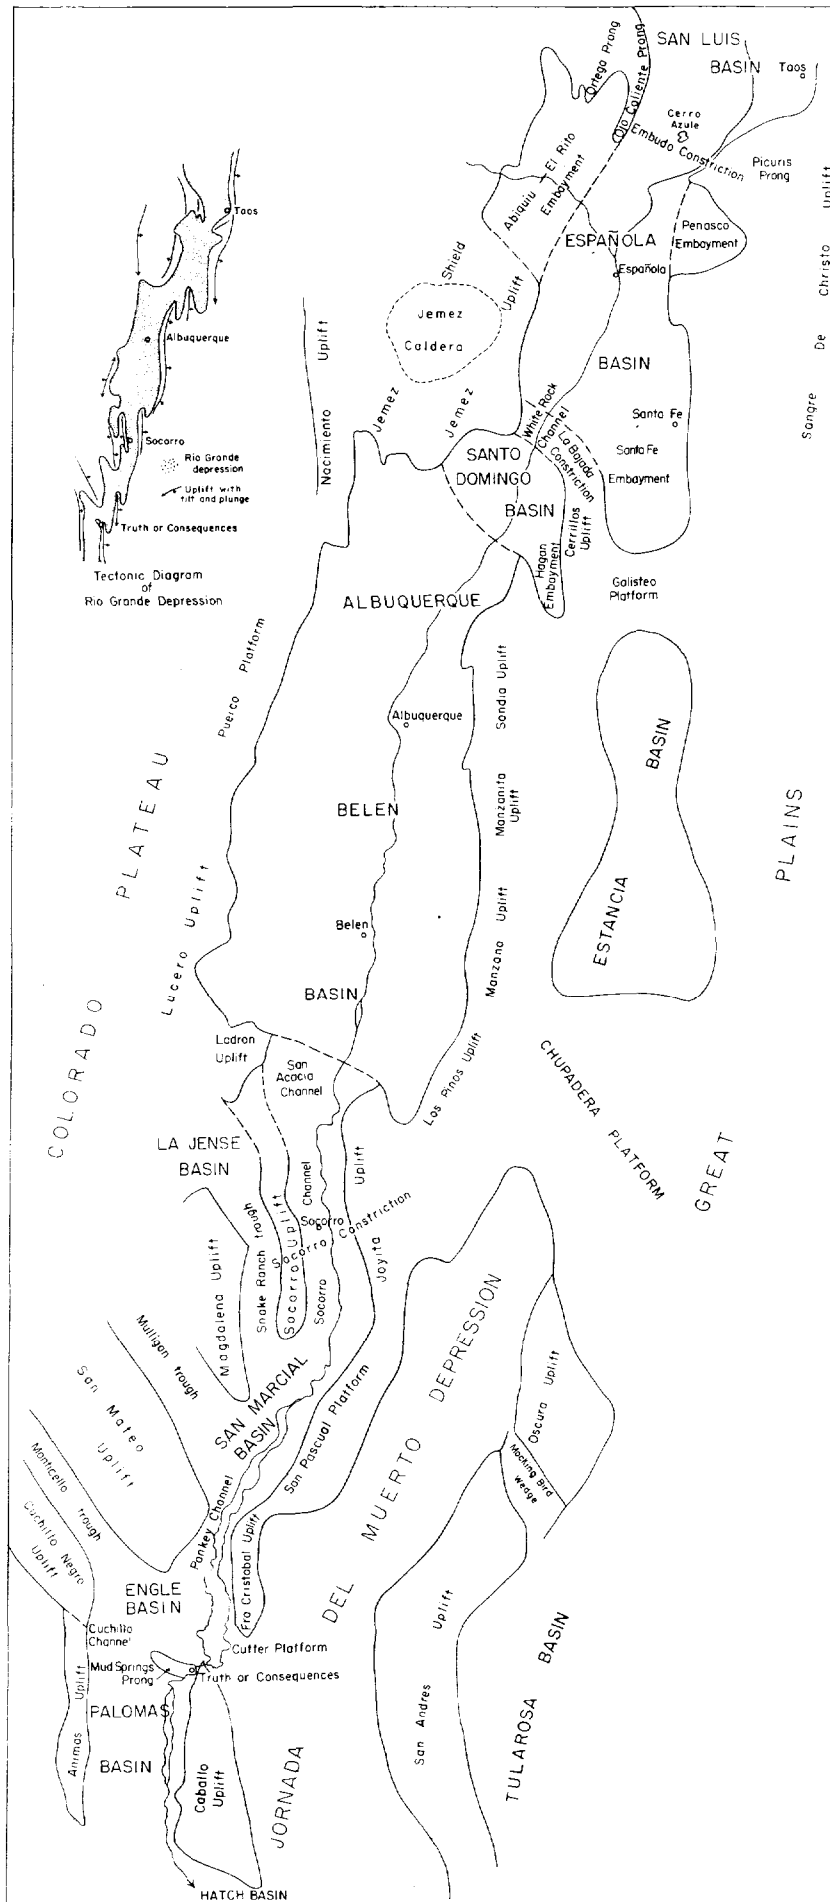 SAN LUIS
BASIN
Taos
Ortega Prong
Ojo Caliente Prong
Cerro
Azule
Embudo Constriction
Picuris
Prong
El Rito
Abiquiu
Embayment
Penasco
Embayment
ESPAÑOLA
Española
BASIN
Sangre De Christo Uplift
Shield
Jemez
Caldera
Uplift
Jemez
Jemez
Nacimiento Uplift
White Rock
Channel
La Bajada
Constriction
Santa Fe
Santa Fe
Embayment
SANTO
DOMINGO
BASIN
Hagan
Embayment
Cerrillos
Uplift
Galisteo
Platform
Taos
Albuquerque
Socorro
Rio Grande
depression
Uplift with
tilt and plunge
Truth or Consequences
Tectonic Diagram
of
Rio Grande Depression
ALBUQUERQUE
Puerco Platform
Albuquerque
Sandia Uplift
BELEN
Manzanita
Uplift
Belen
Manzano Uplift
BASIN
Lucero Uplift
COLORADO PLATEAU
ESTANCIA BASIN
GREAT PLAINS
Ladron
Uplift
San
Acacia
Channel
Los Pinos Uplift
CHUPADERA PLATFORM
LA JENSE
BASIN
Socorro Channel
Joyita Uplift
Socorro
Socorro Constriction
Socorro Uplift
Snake Ranch trough
Magdalena Uplift
Mulligan trough
San Mateo
Uplift
SAN MARCIAL
BASIN
San Pascual Platform
Monticello trough
Cuchillo Negro
Uplift
Pankey Channel
Fra Cristabal Uplift
JORNADA DEL MUERTO DEPRESSION
Oscura Uplift
Mocking Bird
Wedge
ENGLE
BASIN
Cuchillo
Channel
Cutter Platform
Mud Springs
Prong
Truth or Consequences
Animas Uplift
PALOMAS
BASIN
Caballo
Uplift
San Andres Uplift
TULAROSA BASIN
HATCH BASIN